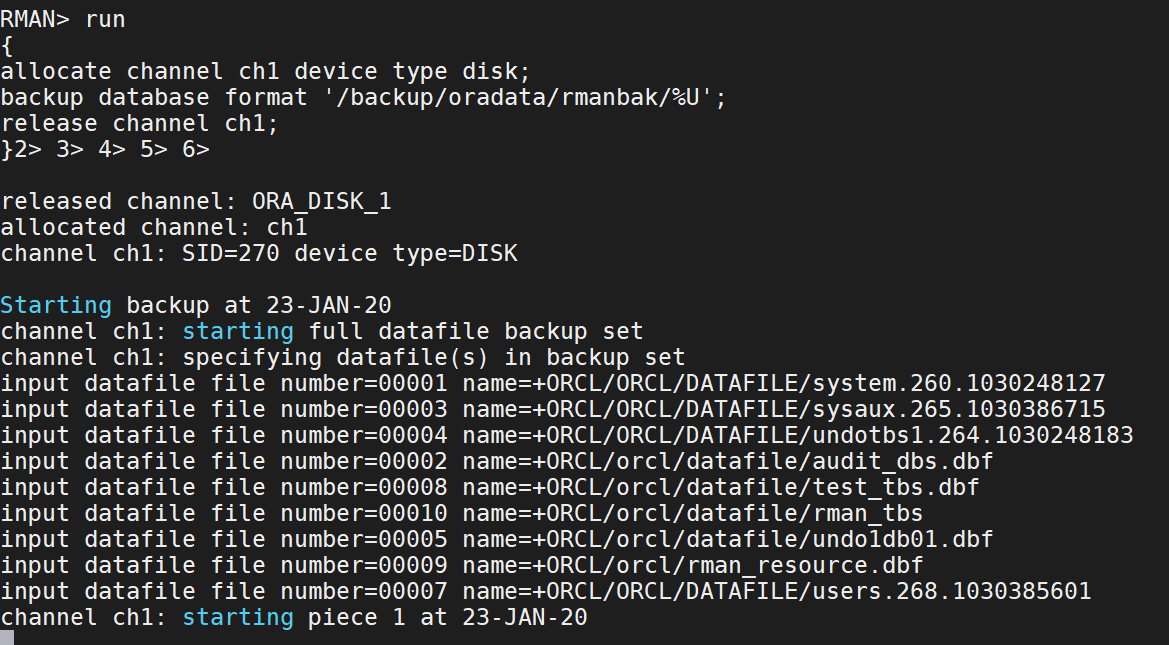 RMAN> run
{
allocate channel ch1 device type disk;
backup database format '/backup/oradata/rmanbak/%U';
release channel ch1;
}2> 3> 4> 5> 6>
released channel: ORA_DISK_1
allocated channel: ch1
channel ch1: SID=270 device type=DISK
Starting backup at 23-JAN-20
channel ch1: starting full datafile backup set
channel ch1: specifying datafile(s) in backup set
input datafile file number=00001 name=+ORCL/ORCL/DATAFILE/system.260.1030248127
input datafile file number=00003 name=+ORCL/ORCL/DATAFILE/sysaux.265.1030386715
input datafile file number=00004 name=+ORCL/ORCL/DATAFILE/undotbs1.264.1030248183
input datafile file number=00002 name=+ORCL/orcl/datafile/audit_dbs.dbf
input datafile file number=00008 name=+ORCL/orcl/datafile/test_tbs.dbf
input datafile file number=00010 name=+ORCL/orcl/datafile/rman_tbs
input datafile file number=00005 name=+ORCL/orcl/datafile/undo1db01.dbf
input datafile file number=00009 name=+ORCL/orcl/rman_resource.dbf
input datafile file number=00007 name=+ORCL/ORCL/DATAFILE/users.268.1030385601
channel ch1: starting piece 1 at 23-JAN-20